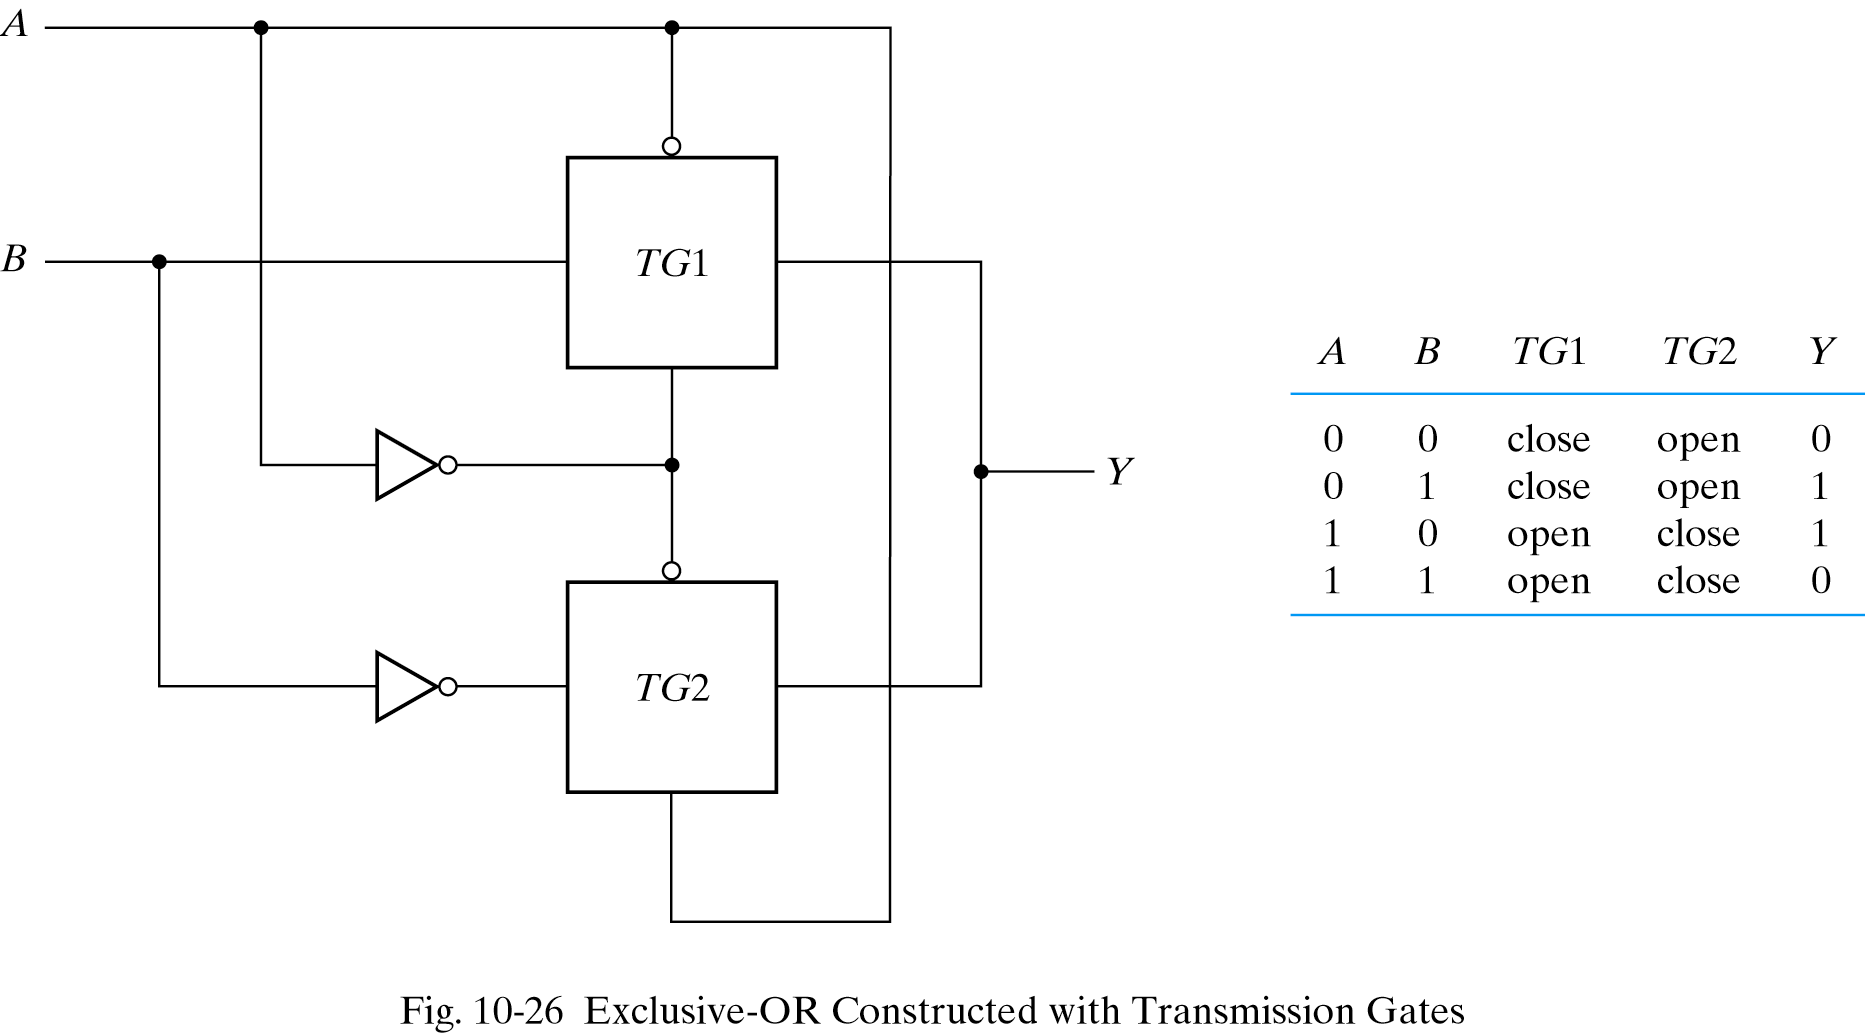 A
B
TG1
TG2
Y
A B TG1 TG2 Y
0 0 close open 0
0 1 close open 1
1 0 open close 1
1 1 open close 0
Fig. 10-26 Exclusive-OR Constructed with Transmission Gates